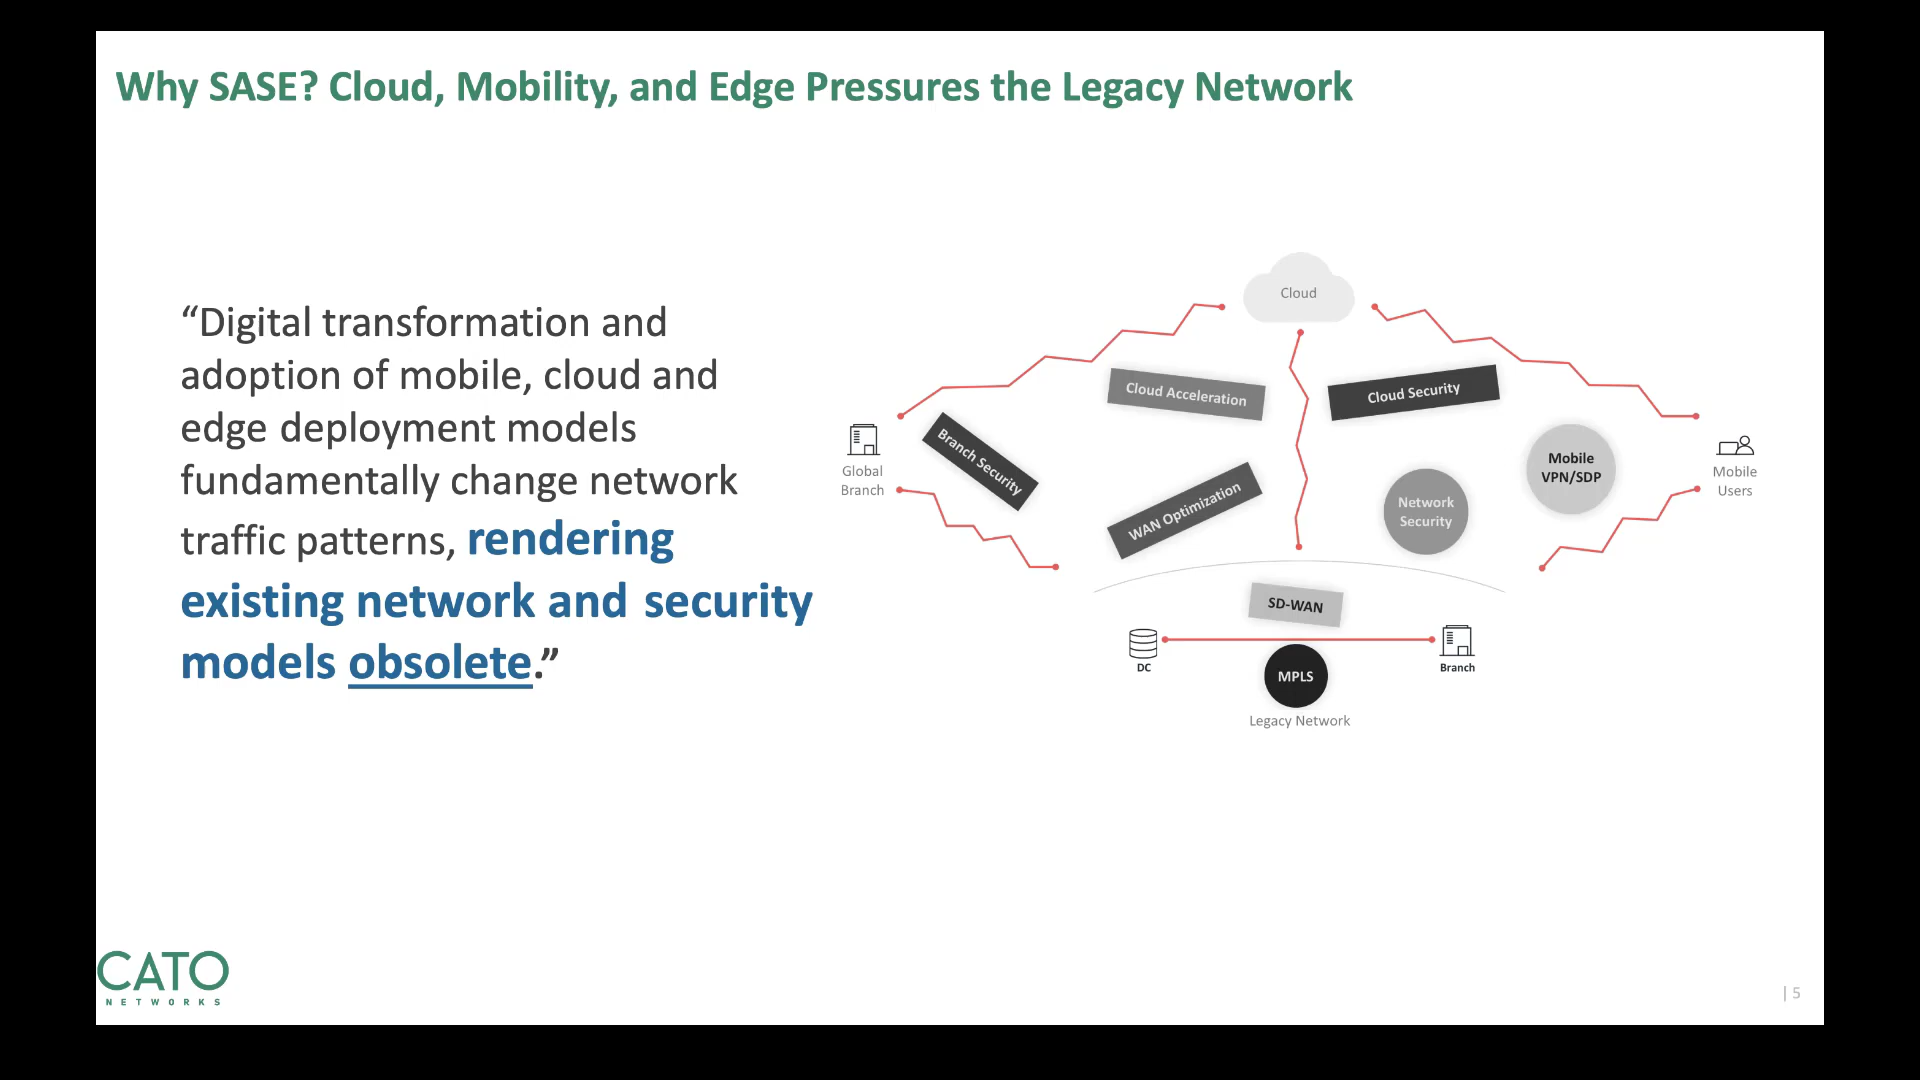 Why SASE? Cloud, Mobility, and Edge Pressures the Legacy Network
“Digital transformation and
adoption of mobile, cloud and
edge deployment models
fundamentally change network
traffic patterns, rendering
existing network and security
models obsolete.”
Cloud
Cloud Acceleration
Cloud Security
Global
Branch
Branch Security
WAN Optimization
Network
Security
Mobile
VPN/SDP
Mobile
Users
SD-WAN
DC
Branch
MPLS
Legacy Network
CATO
NETWORKS
| 5